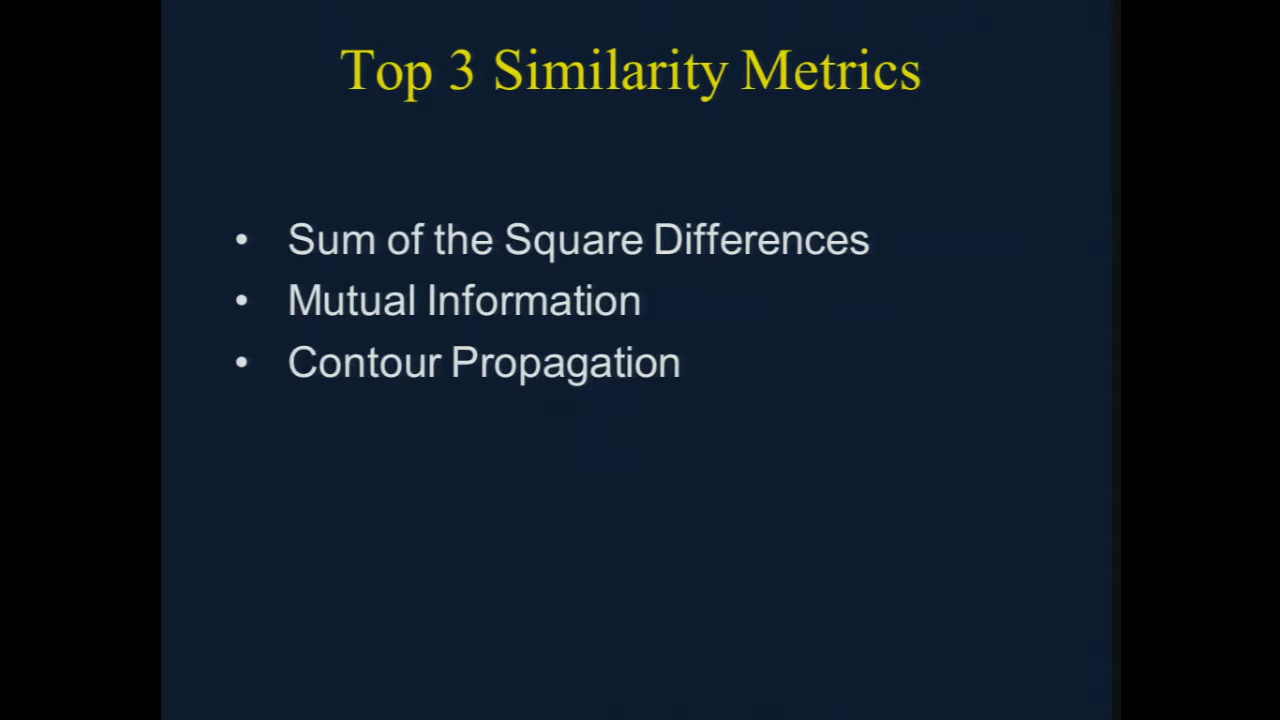 Top 3 Similarity Metrics
• Sum of the Square Differences
• Mutual Information
• Contour Propagation